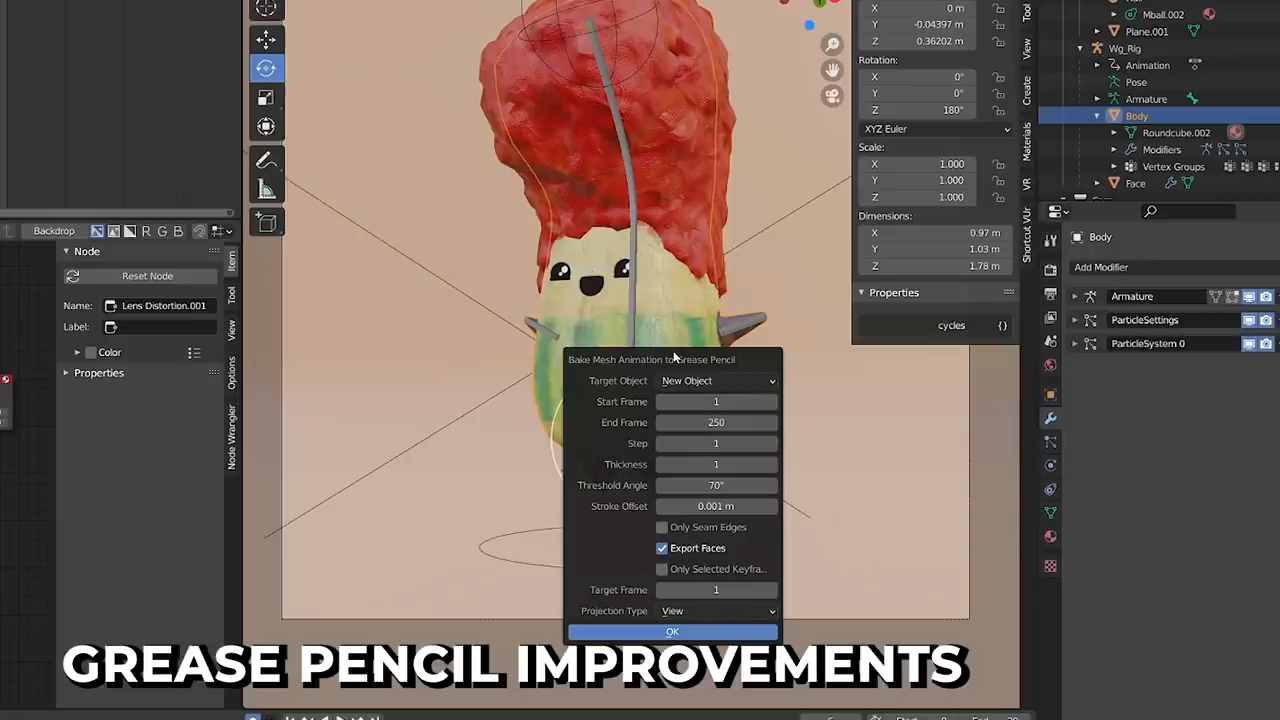 Backdrop
R G B
Node
Reset Node
Name:
Lens Distortion.001
Label:
Color
Properties
Item
Tool
View
Options
Node Wrangler
X 0 m
Y -0.04397 m
Z 0.36202 m
Rotation:
X 0°
Y 0°
Z 180°
XYZ Euler
Scale:
X 1.000
Y 1.000
Z 1.000
Dimensions:
X 0.97 m
Y 1.03 m
Z 1.78 m
Properties
cycles
Tool
View
Create
Materials
VR
Shortcut VUr
Mball.002
Plane.001
Wg_Rig
Animation
Pose
Armature
Body
Roundcube.002
Modifiers
Vertex Groups
Face
Body
Add Modifier
Armature
ParticleSettings
ParticleSystem 0
Bake Mesh Animation to Grease Pencil
Target Object New Object
Start Frame 1
End Frame 250
Step 1
Thickness 1
Threshold Angle 70°
Stroke Offset 0.001 m
Only Seam Edges
Export Faces
Only Selected Keyfra...
Target Frame 1
Projection Type View
OK
GREASE PENCIL IMPROVEMENTS